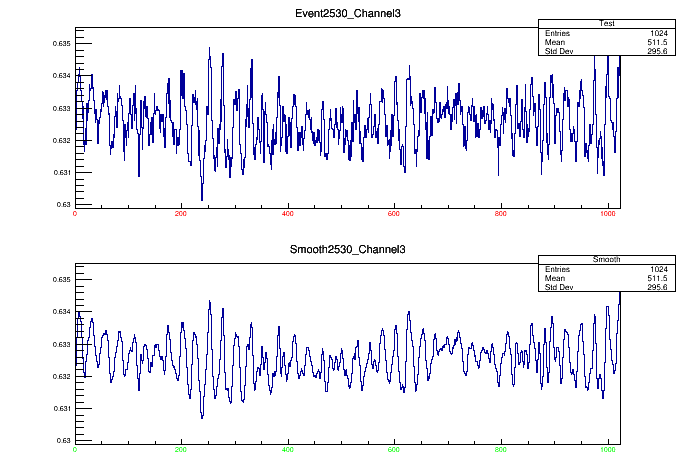 Event2530_Channel3
Test
Entries 1024
Mean 511.5
Std Dev 295.6
0.635
0.634
0.633
0.632
0.631
0.63
0 200 400 600 800 1000
Smooth2530_Channel3
Smooth
Entries 1024
Mean 511.5
Std Dev 295.6
0.635
0.634
0.633
0.632
0.631
0.63
0 200 400 600 800 1000